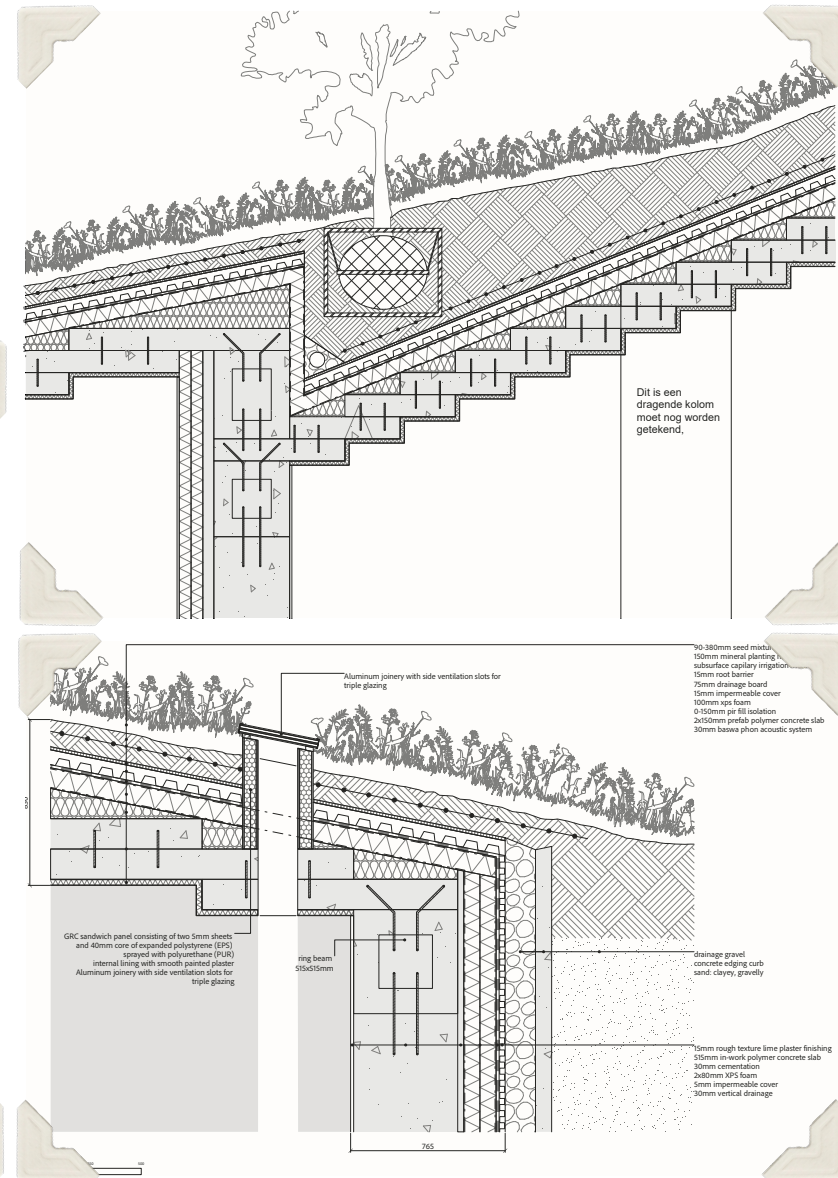 Dit is een
dragende kolom
moet nog worden
getekend,
90-380mm seed
150mm mineral planting
subsurface capilary irrigation
15mm root barrier
75mm drainage board
15mm impermeable cover
100mm xps foam
0-150mm pir fill isolation
2x150mm prefab polymer concrete slab
30mm baswa phon acoustic system
Aluminum joinery with side ventilation slots for
triple glazing
GRC sandwich panel consisting of two 5mm sheets
and 40mm core of expanded polystyrene (EPS)
sprayed with polyurethane (PUR)
internal lining with smooth painted plaster
Aluminum joinery with side ventilation slots for
triple glazing
ring beam
515x515mm
drainage gravel
concrete edging curb
sand: clayey, gravelly
15mm rough texture lime plaster finishing
515mm in-work polymer concrete slab
30mm cementation
2x80mm XPS foam
5mm impermeable cover
30mm vertical drainage
765